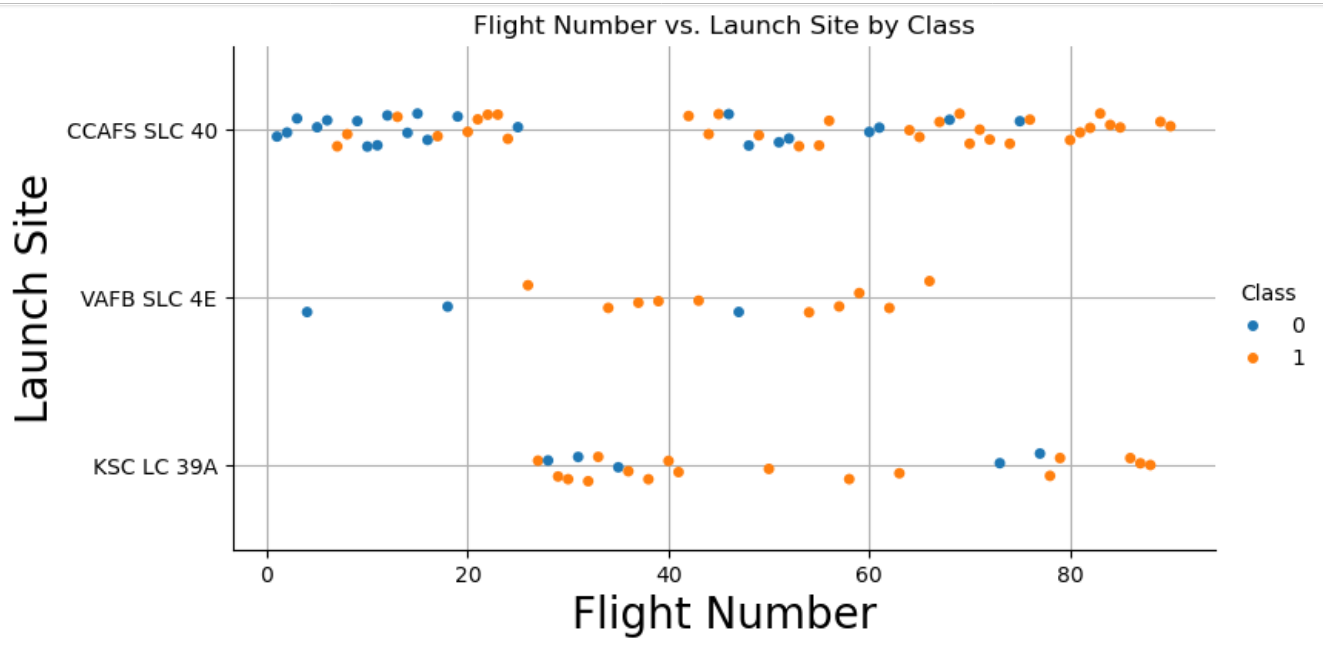 Flight Number vs. Launch Site by Class
Launch Site
CCAFS SLC 40
VAFB SLC 4E
KSC LC 39A
0 20 40 60 80
Flight Number
Class
0
1